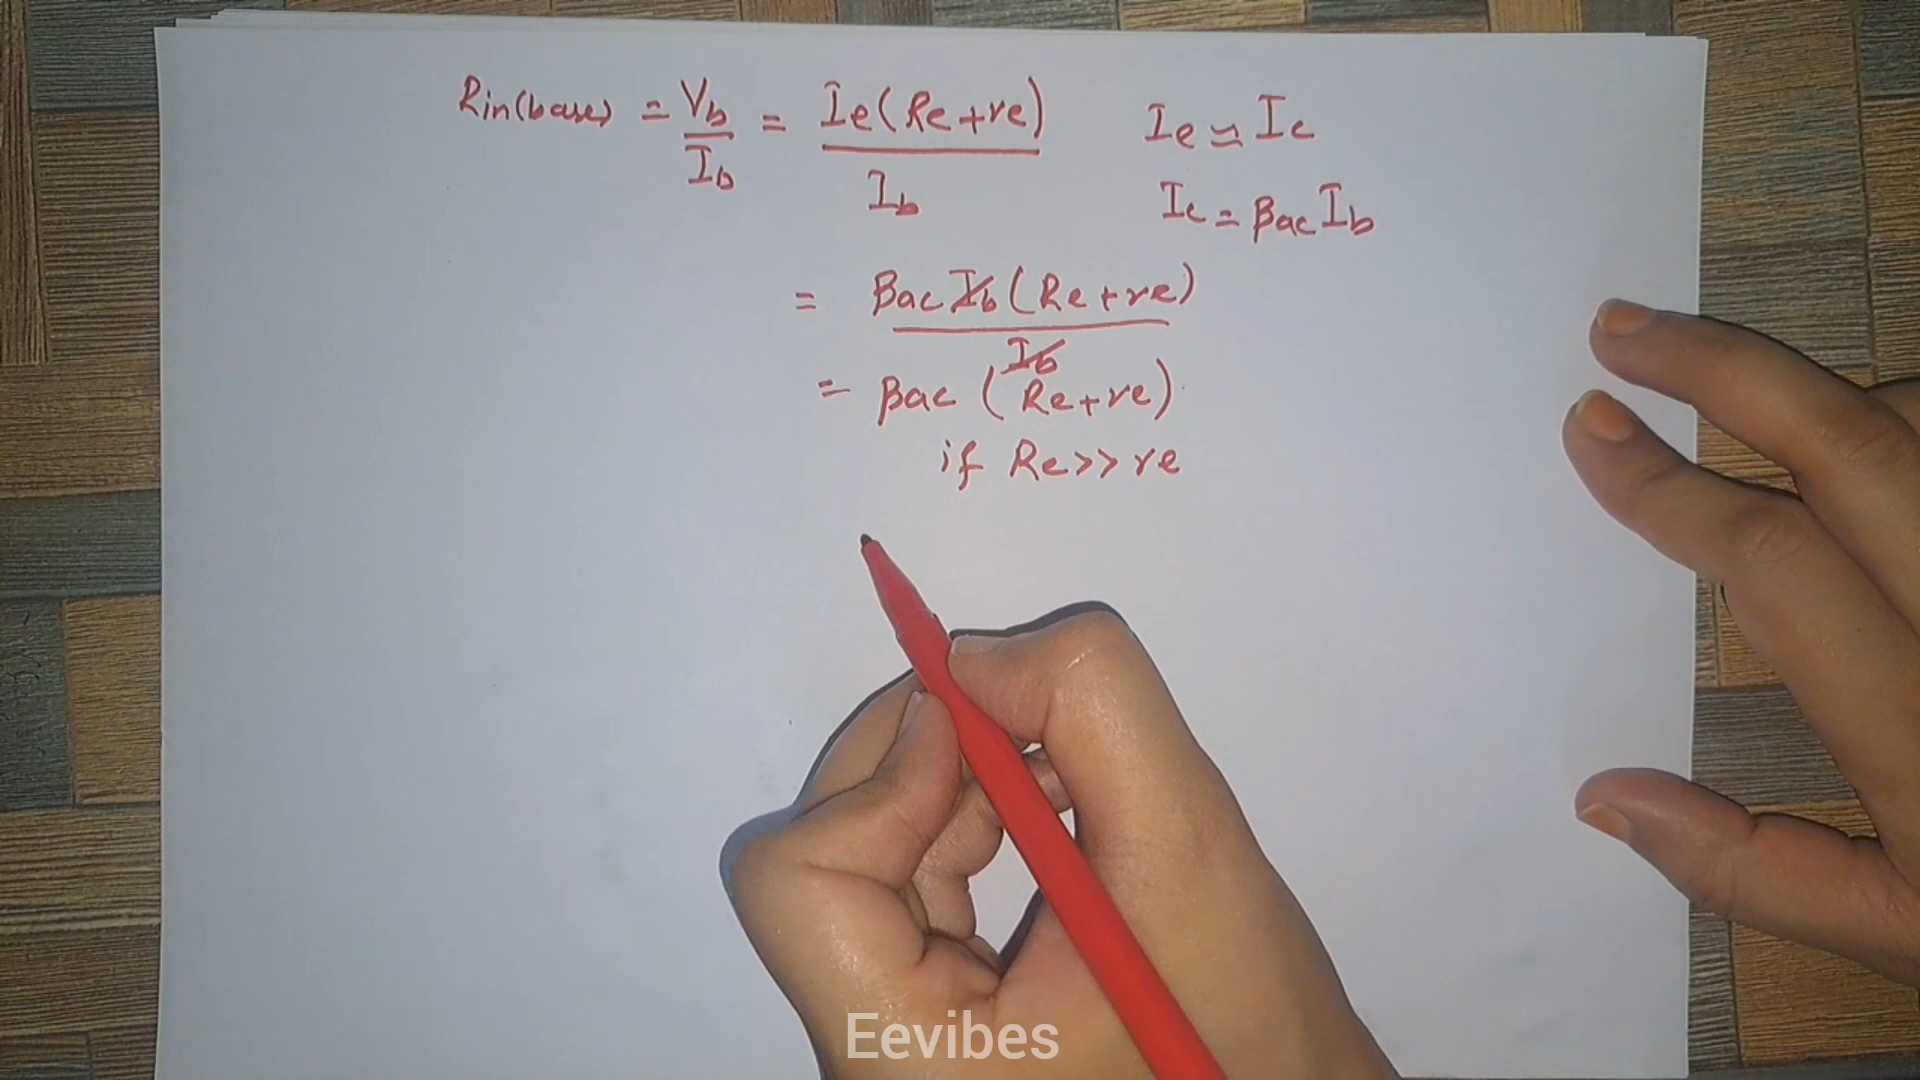 Rin(base) = Vb/Ib = Ie(Re+re)/Ib
Ie ≃ Ic
Ic = βac Ib
= βac Ib (Re+re)/Ib
= βac (Re+re)
if Re>>re
Eevibes